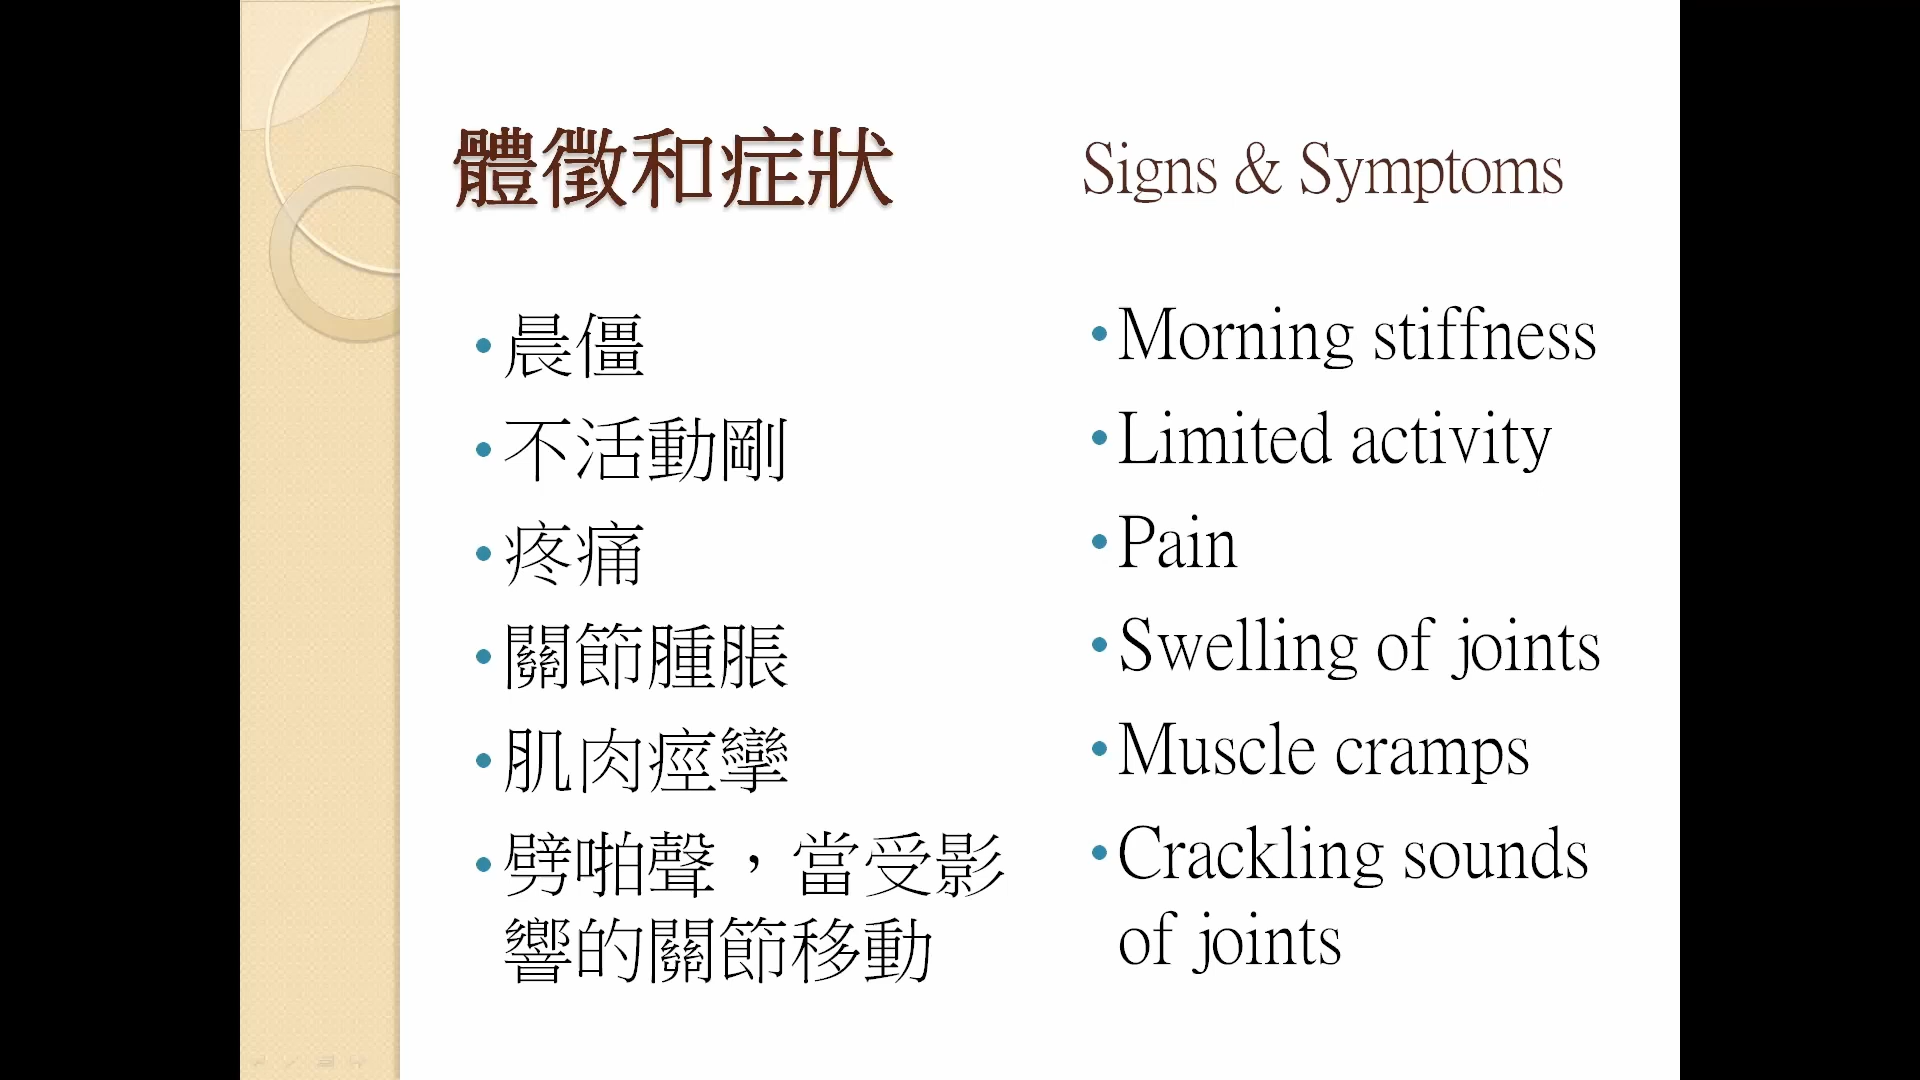 體徵和症狀
Signs & Symptoms
•晨僵
•不活動剛
•疼痛
•關節腫脹
•肌肉痙攣
•劈啪聲，當受影
響的關節移動
•Morning stiffness
•Limited activity
•Pain
•Swelling of joints
•Muscle cramps
•Crackling sounds
of joints